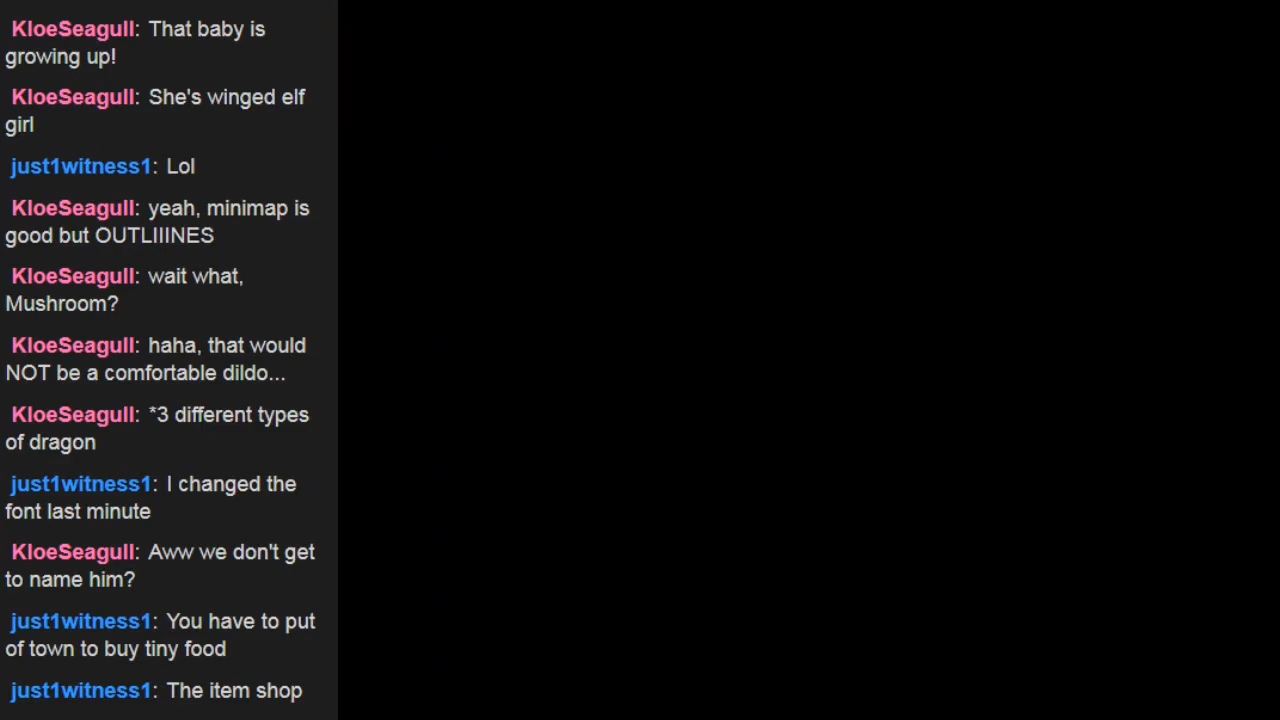 KloeSeagull: That baby is
growing up!
KloeSeagull: She's winged elf
girl
just1witness1: Lol
KloeSeagull: yeah, minimap is
good but OUTLIIINES
KloeSeagull: wait what,
Mushroom?
KloeSeagull: haha, that would
NOT be a comfortable dildo...
KloeSeagull: *3 different types
of dragon
just1witness1: I changed the
font last minute
KloeSeagull: Aww we don't get
to name him?
just1witness1: You have to put
of town to buy tiny food
just1witness1: The item shop